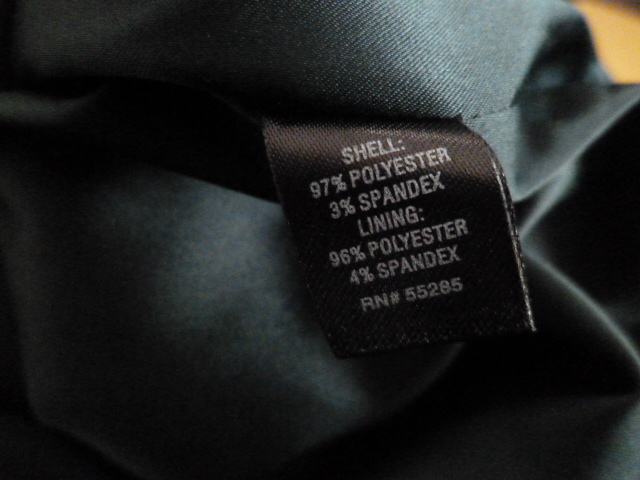 SHELL:
97% POLYESTER
3% SPANDEX
LINING:
96% POLYESTER
4% SPANDEX
RN# 55285